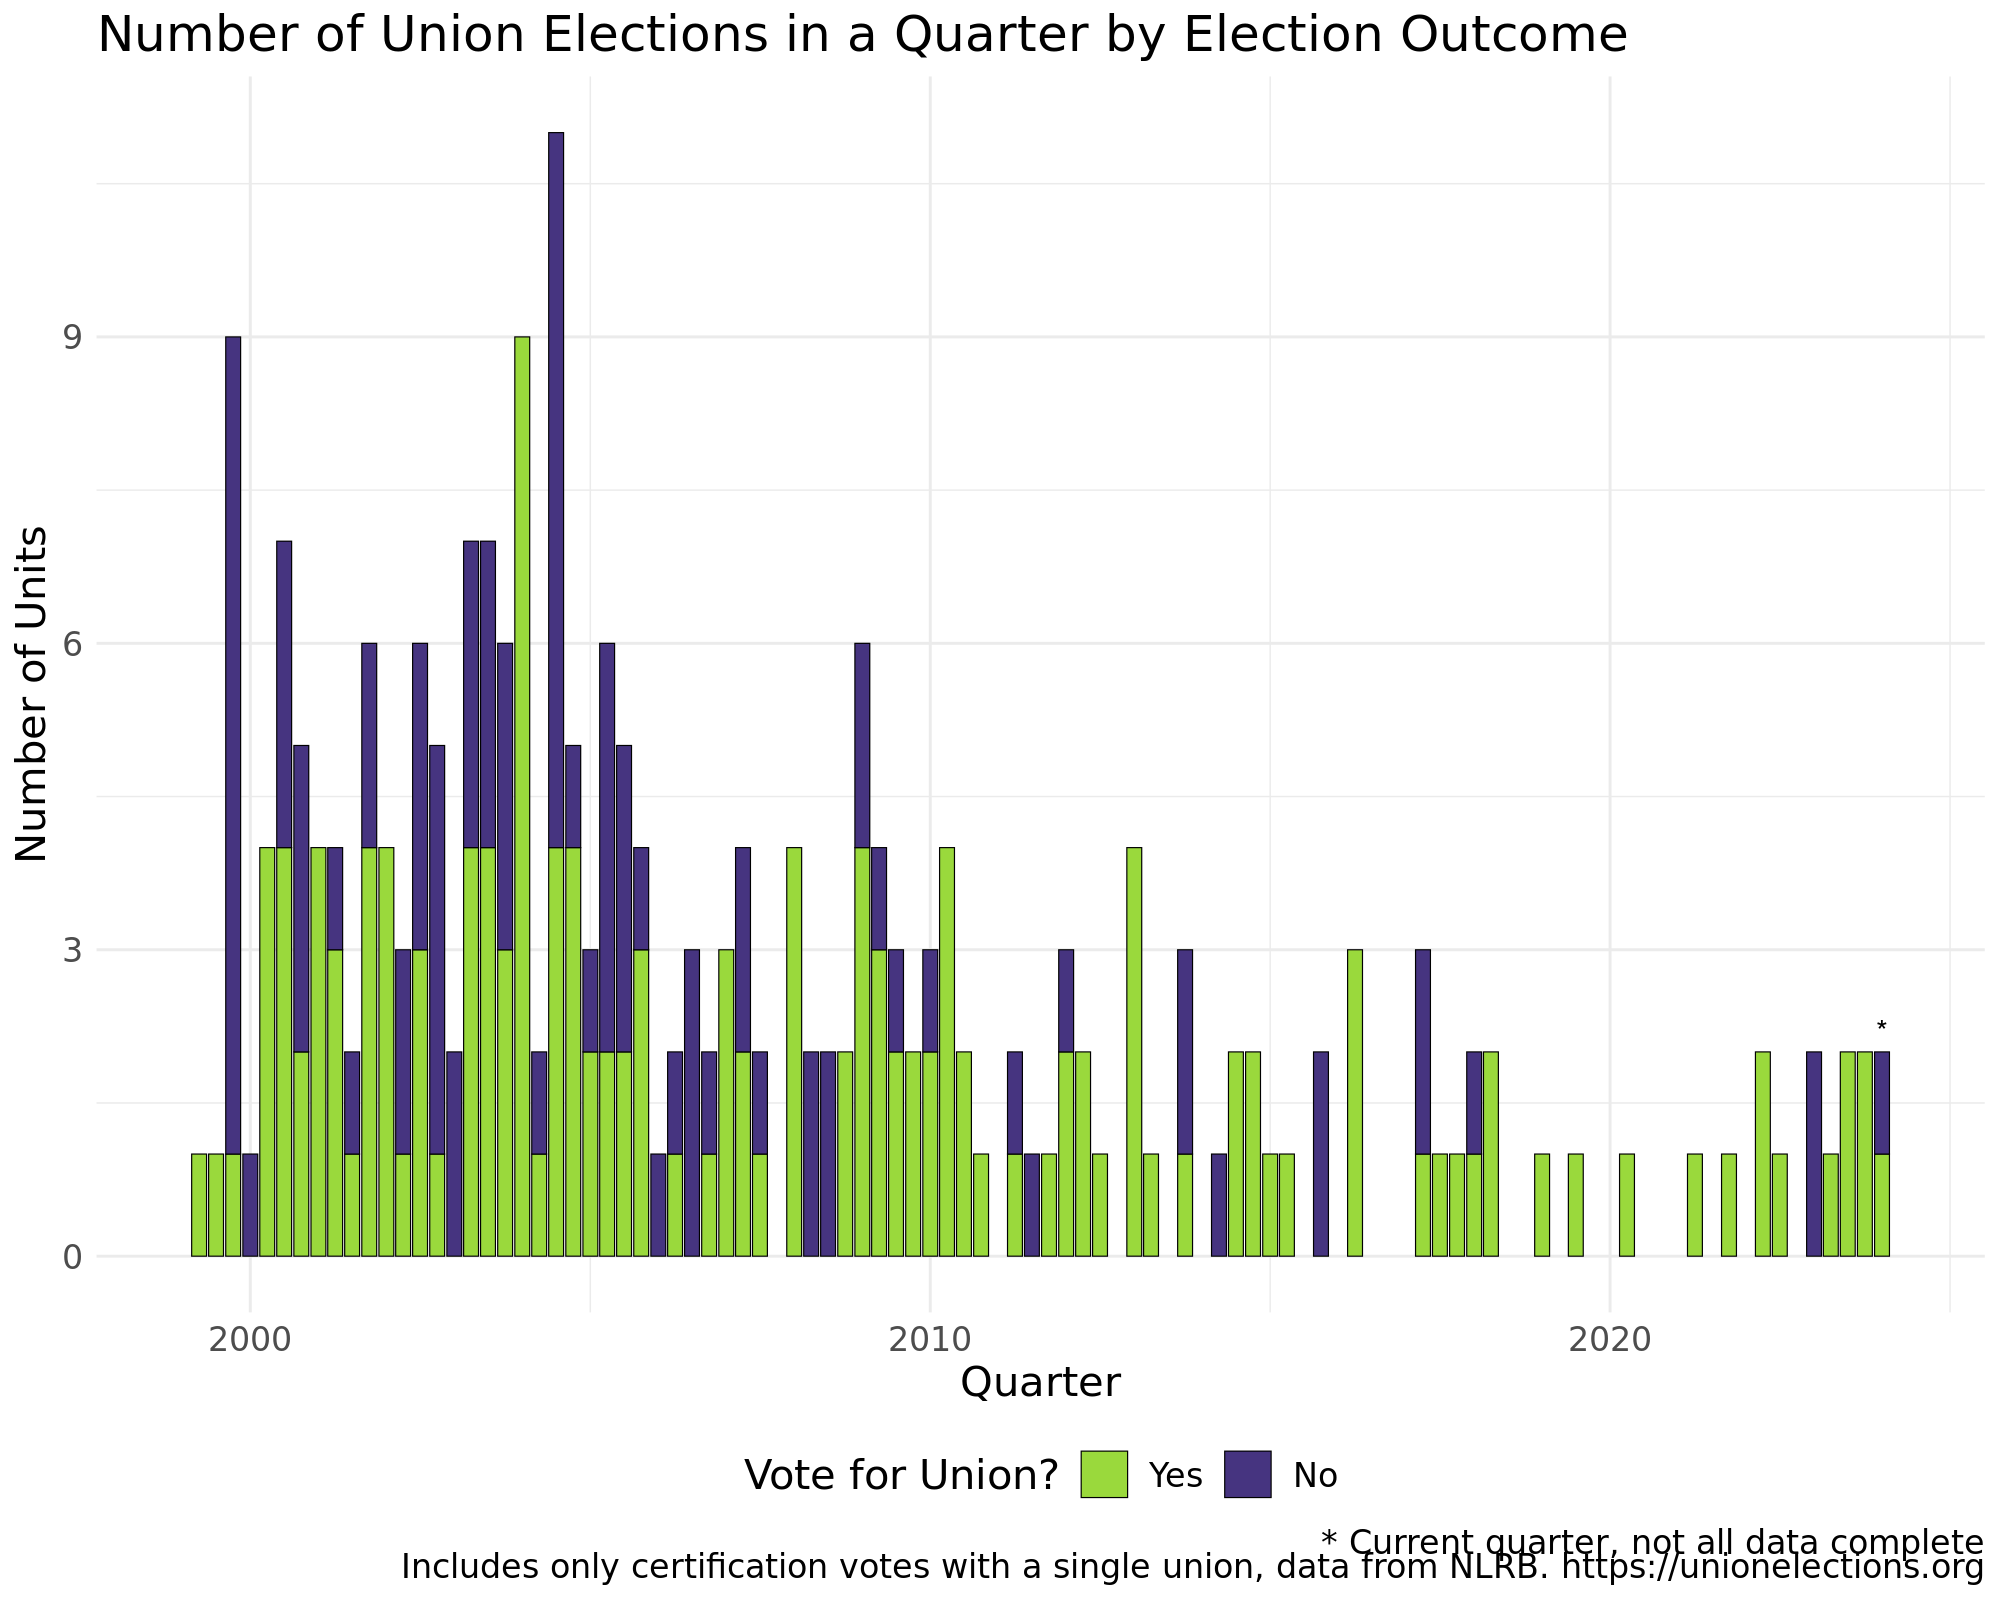 Number of Union Elections in a Quarter by Election Outcome
Number of Units
9
6
3
0
*
2000 2010 2020
Quarter
Vote for Union? Yes No
* Current quarter, not all data complete
Includes only certification votes with a single union, data from NLRB. https://unionelections.org